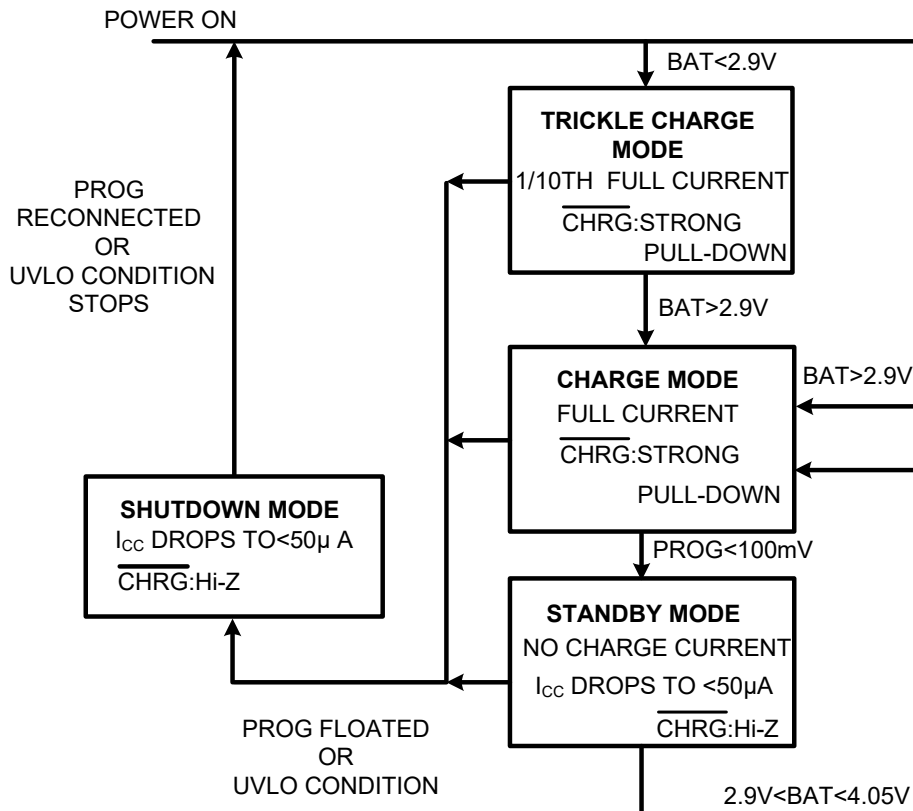 POWER ON
BAT<2.9V
TRICKLE CHARGE
MODE
1/10TH FULL CURRENT
CHRG:STRONG
PULL-DOWN
PROG
RECONNECTED
OR
UVLO CONDITION
STOPS
BAT>2.9V
CHARGE MODE
FULL CURRENT
CHRG:STRONG
PULL-DOWN
BAT>2.9V
SHUTDOWN MODE
ICC DROPS TO<50μ A
CHRG:Hi-Z
PROG<100mV
STANDBY MODE
NO CHARGE CURRENT
ICC DROPS TO <50μA
CHRG:Hi-Z
PROG FLOATED
OR
UVLO CONDITION
2.9V<BAT<4.05V